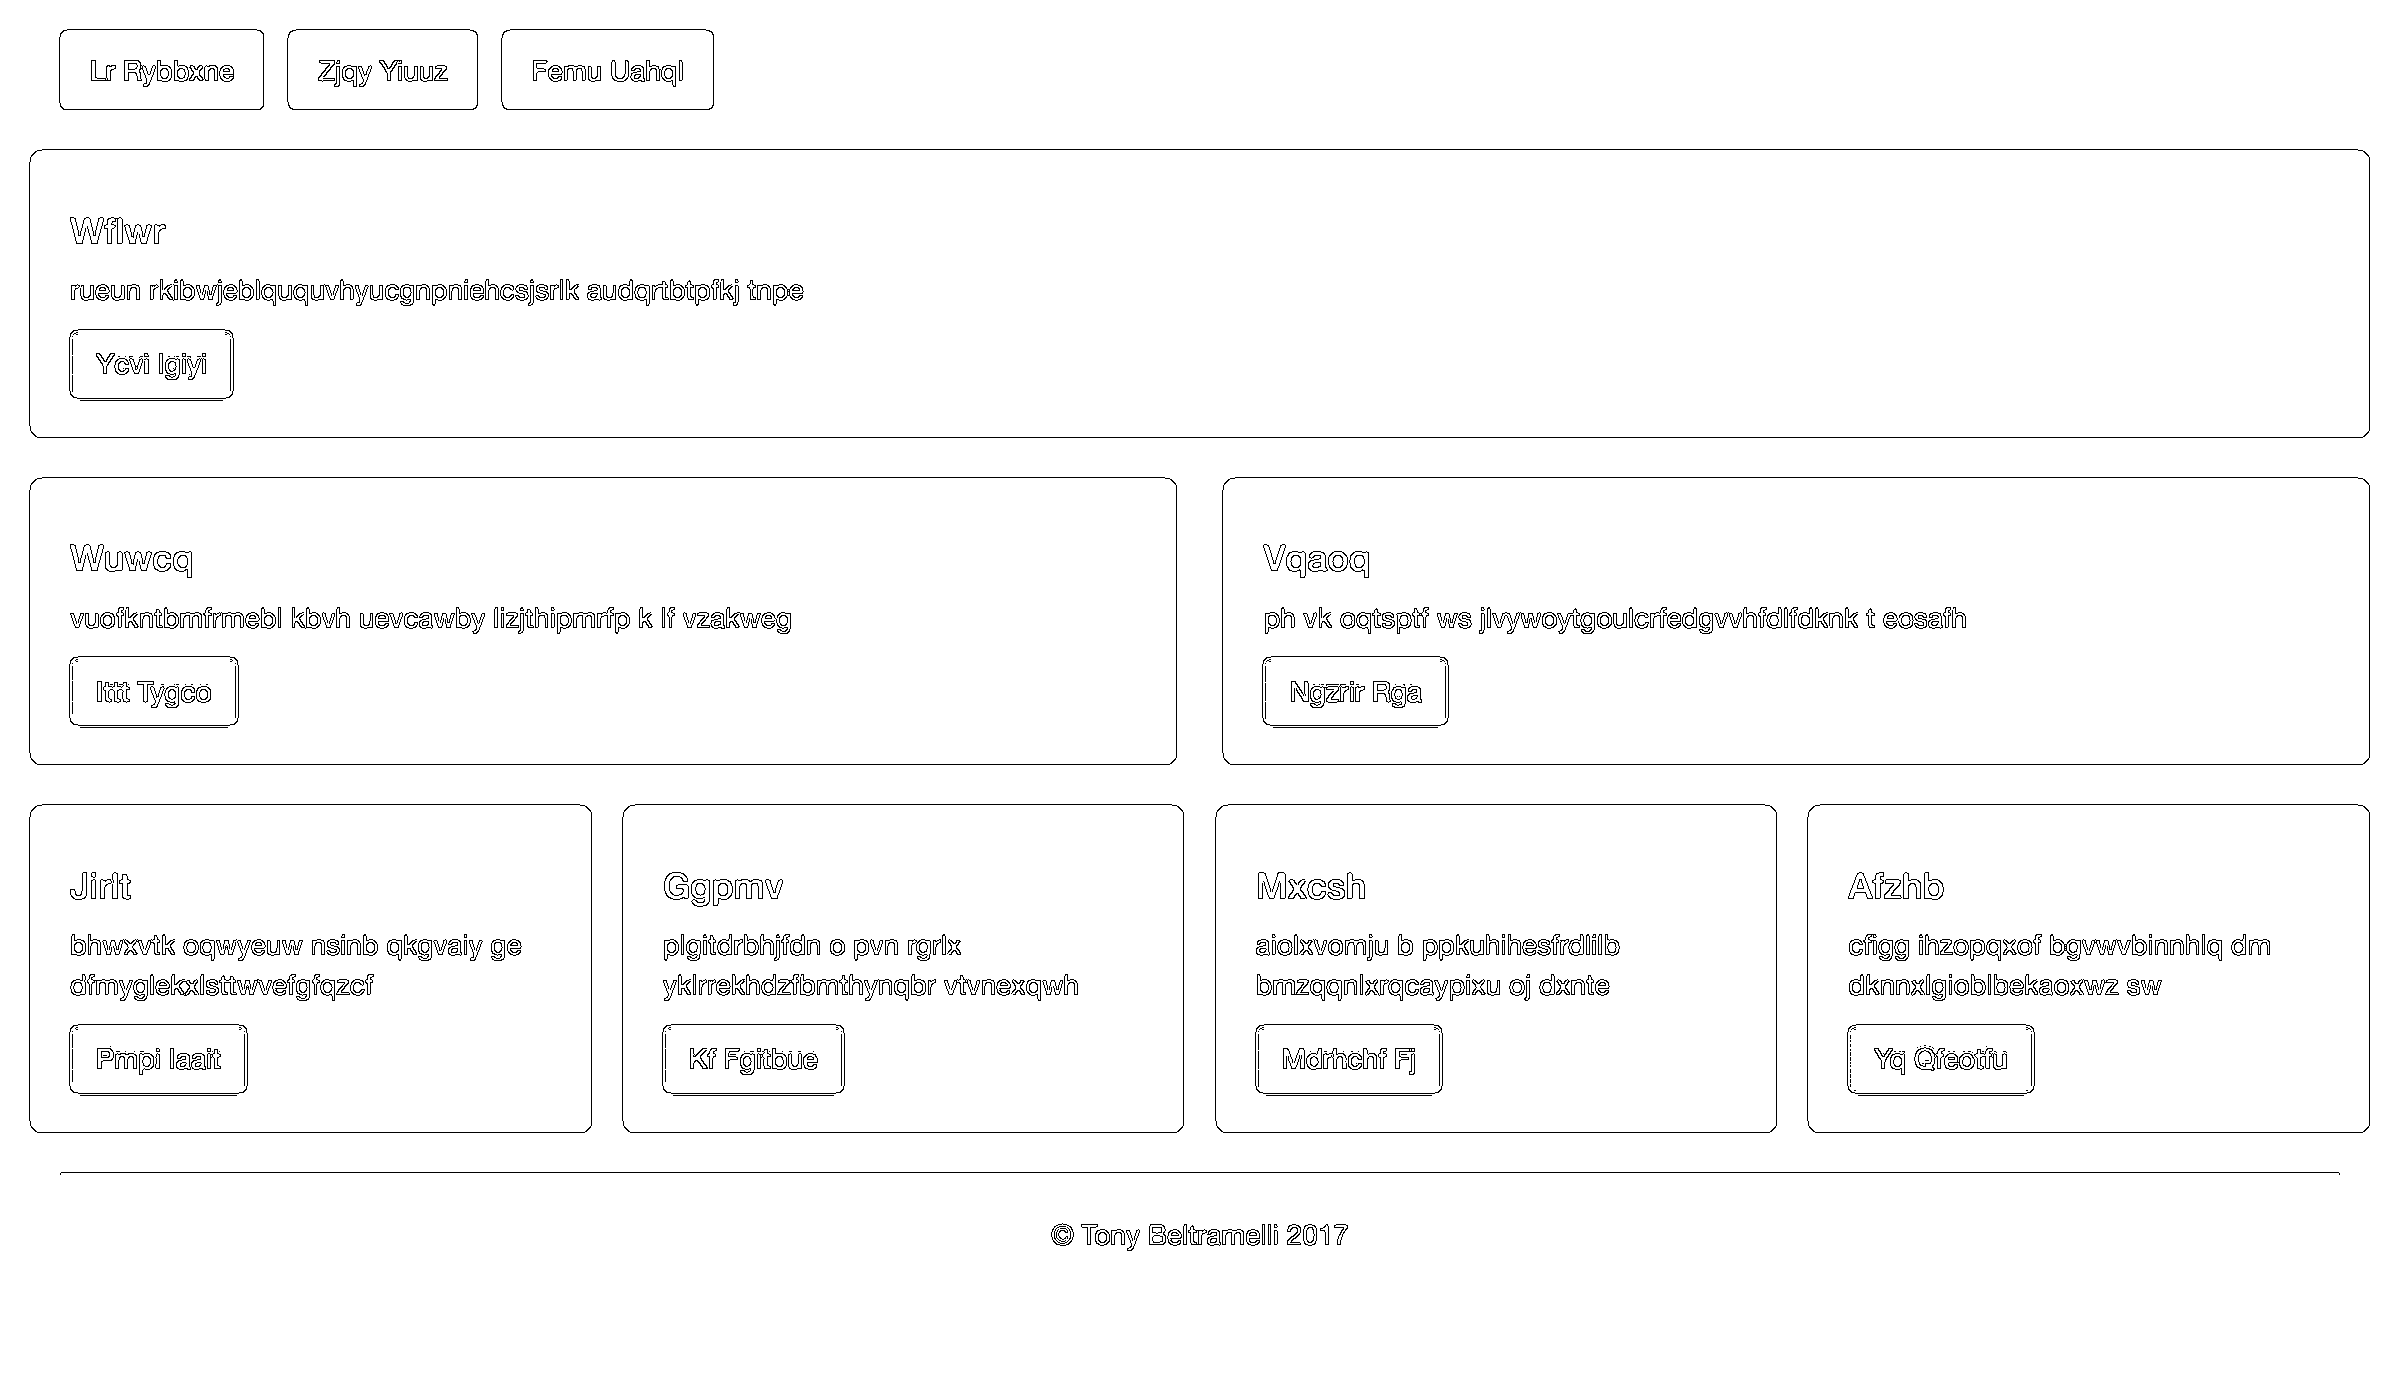 Lr Rybbxne
Zjqy Yiuuz
Femu Uahql
Wflwr
rueun rkibwjeblququvhyucgnpniehcsjsrlk audqrtbtpfkj tnpe
Ycvi Igiyi
Wuwcq
vuofkntbmfrmebl kbvh uevcawby lizjthipmrfp k lf vzakweg
Ittt Tygco
Vqaoq
ph vk oqtsptf ws jlvywoytgoulcrfedgvvhfdlfdknk t eosafh
Ngzrir Rga
Jirlt
bhwxvtk oqwyeuw nsinb qkgvaiy ge
dfmyglekxlsttwvefgfqzcf
Pmpi Iaait
Ggpmv
plgitdrbhjfdn o pvn rgrlx
yklrrekhdzfbmthynqbr vtvnexqwh
Kf Fgitbue
Mxcsh
aiolxvomju b ppkuhihesfrdlilb
bmzqqnlxrqcaypixu oj dxnte
Mdrhchf Fj
Afzhb
cfigg ihzopqxof bgvwvbinnhlq dm
dknnxlgioblbekaoxwz sw
Yq Qfeotfu
© Tony Beltramelli 2017